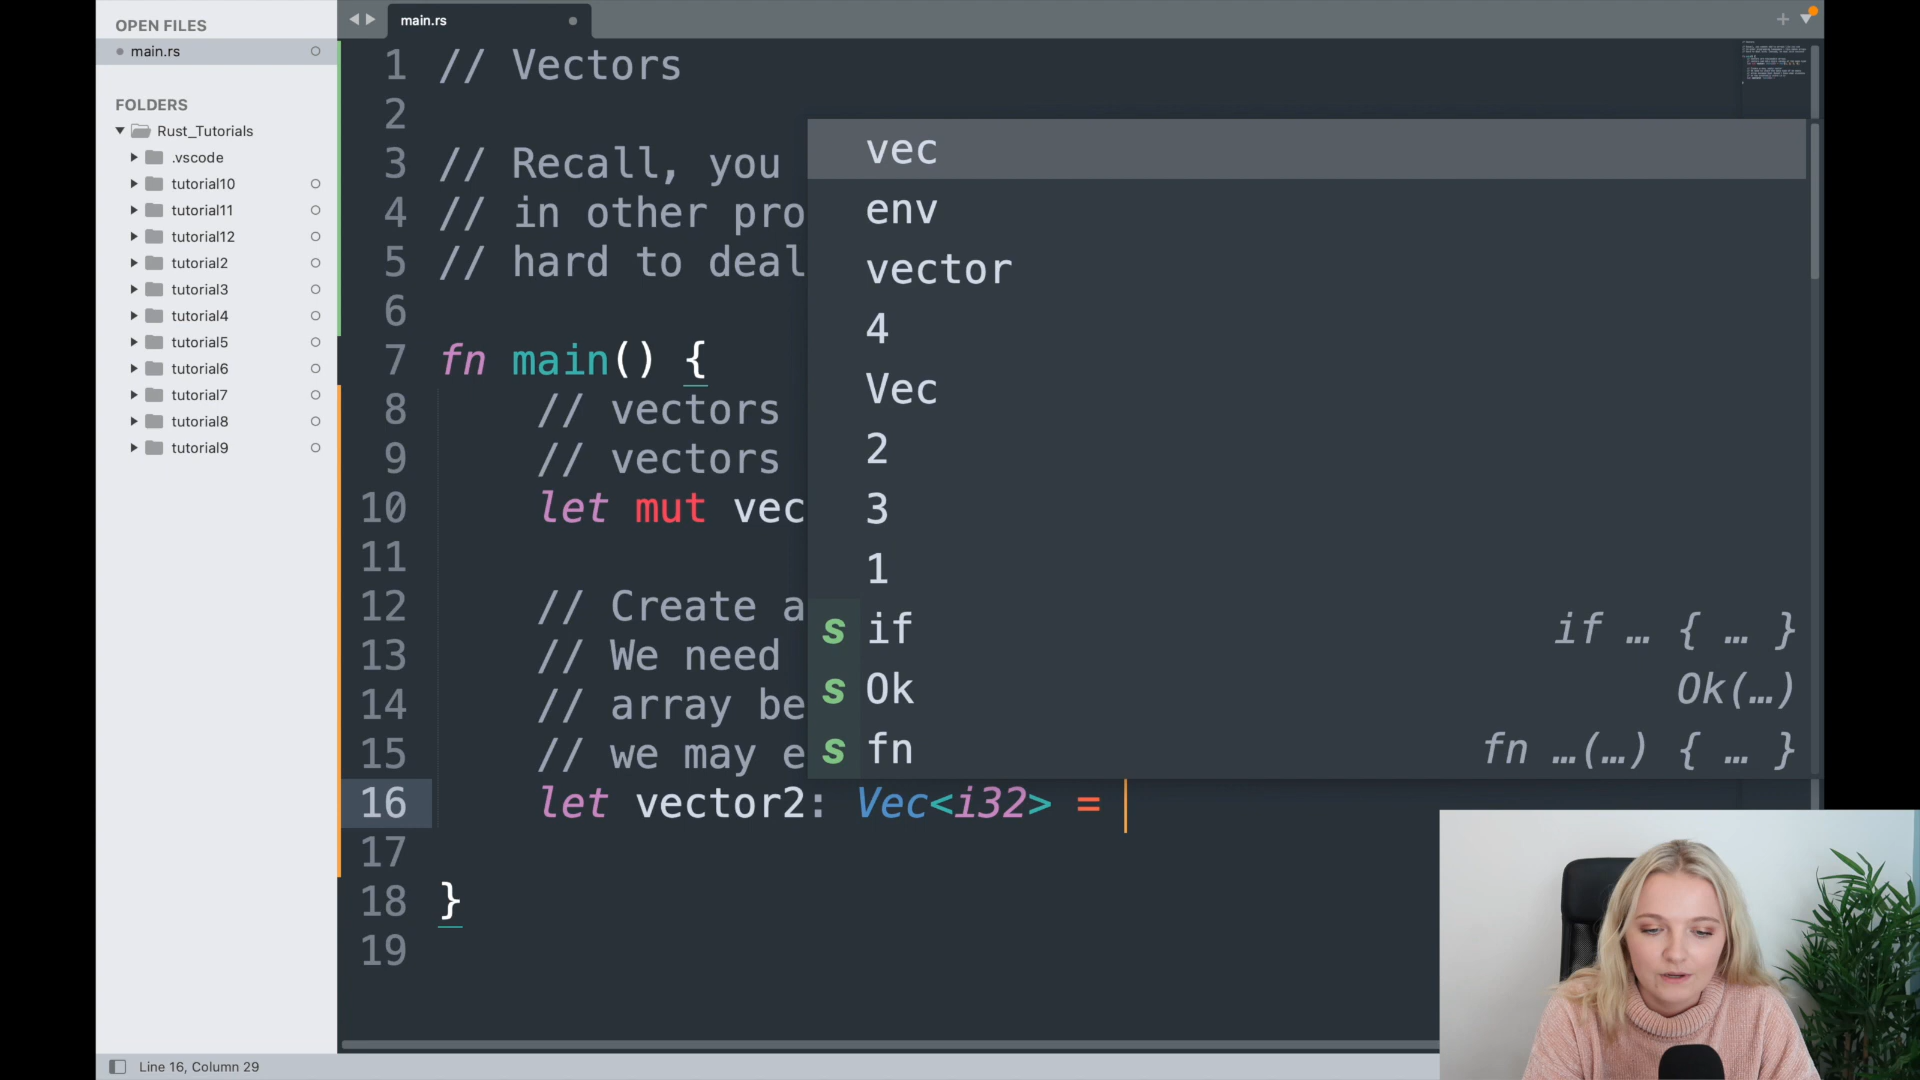 OPEN FILES
main.rs
FOLDERS
Rust_Tutorials
.vscode
tutorial10
tutorial11
tutorial12
tutorial2
tutorial3
tutorial4
tutorial5
tutorial6
tutorial7
tutorial8
tutorial9
main.rs
1 // Vectors
2
3 // Recall, you
4 // in other pro
5 // hard to deal
6
7 fn main() {
8 // vectors
9 // vectors
10 let mut vec
11
12 // Create a
13 // We need
14 // array be
15 // we may e
16 let vector2: Vec<i32> =
17
18 }
19
vec
env
vector
4
Vec
2
3
1
s if if … { … }
s Ok Ok(…)
s fn fn …(…) { … }
Line 16, Column 29